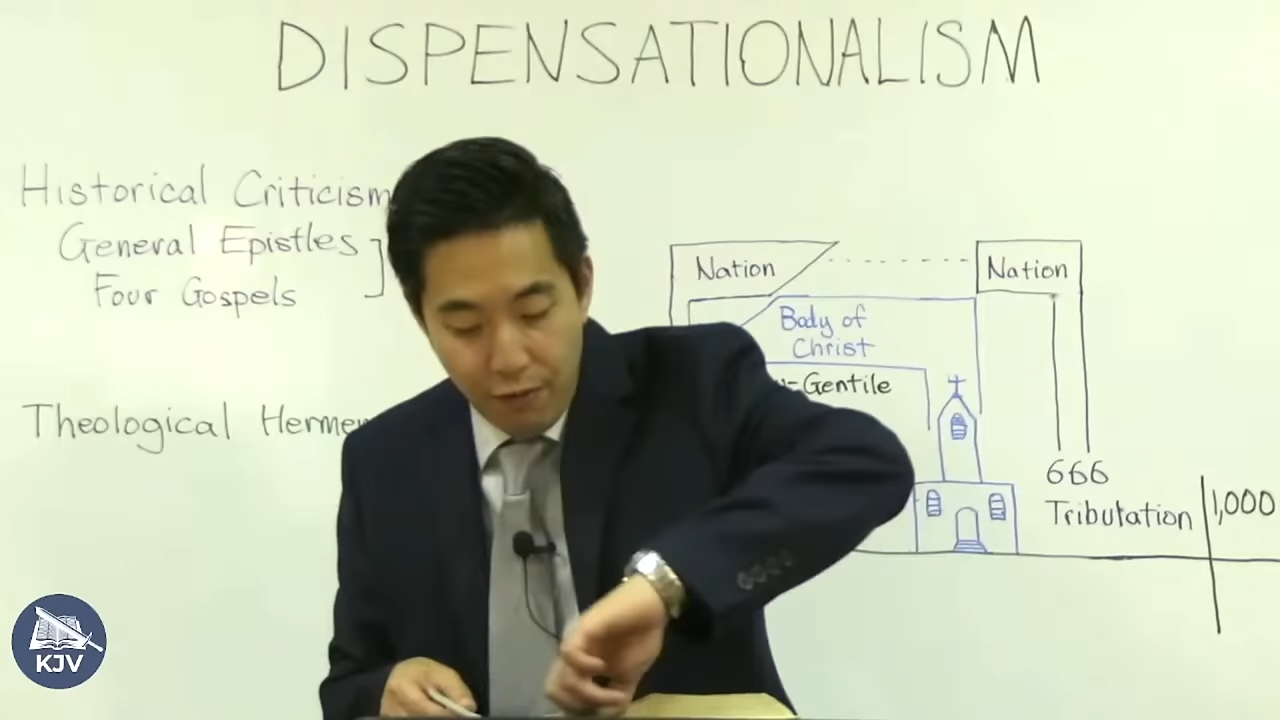 DISPENSATIONALISM
Historical Criticism
General Epistles
Four Gospels
Theological
Nation
Nation
Body of
Christ
-Gentile
666
Tribulation
1,000
KJV